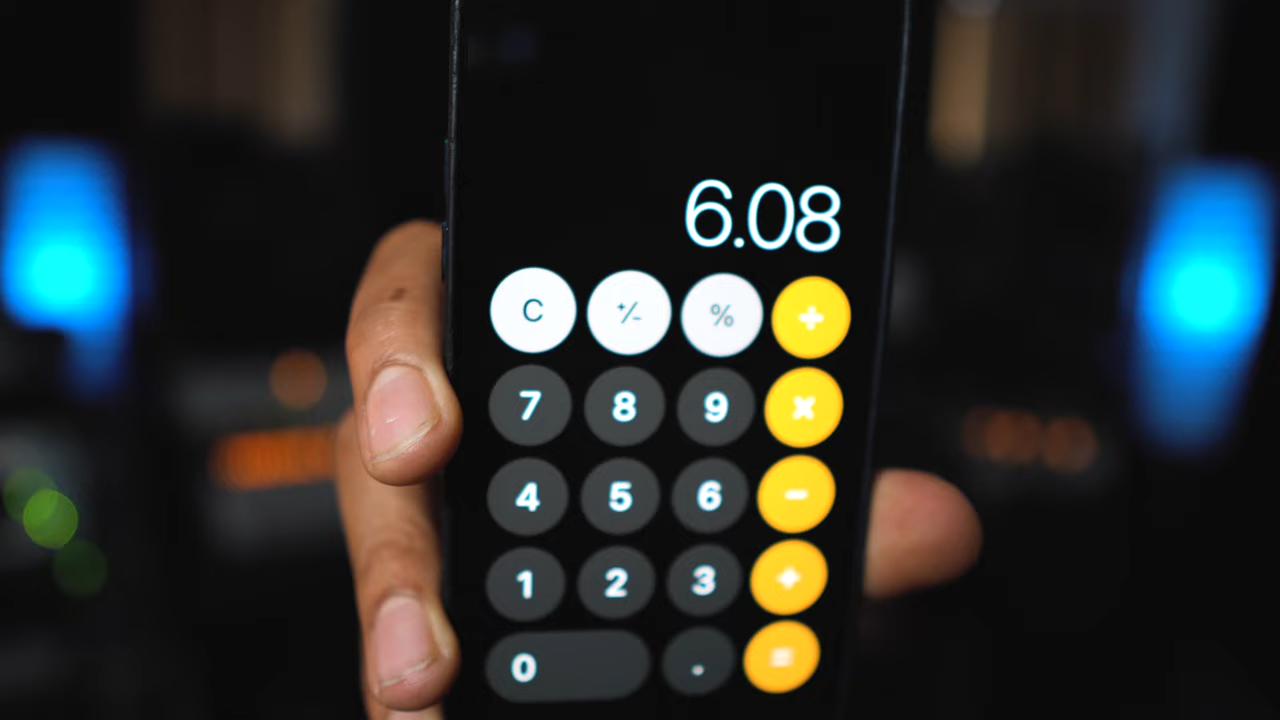 6.08
C +/- % +
7 8 9 ×
4 5 6 −
1 2 3 +
0 . =